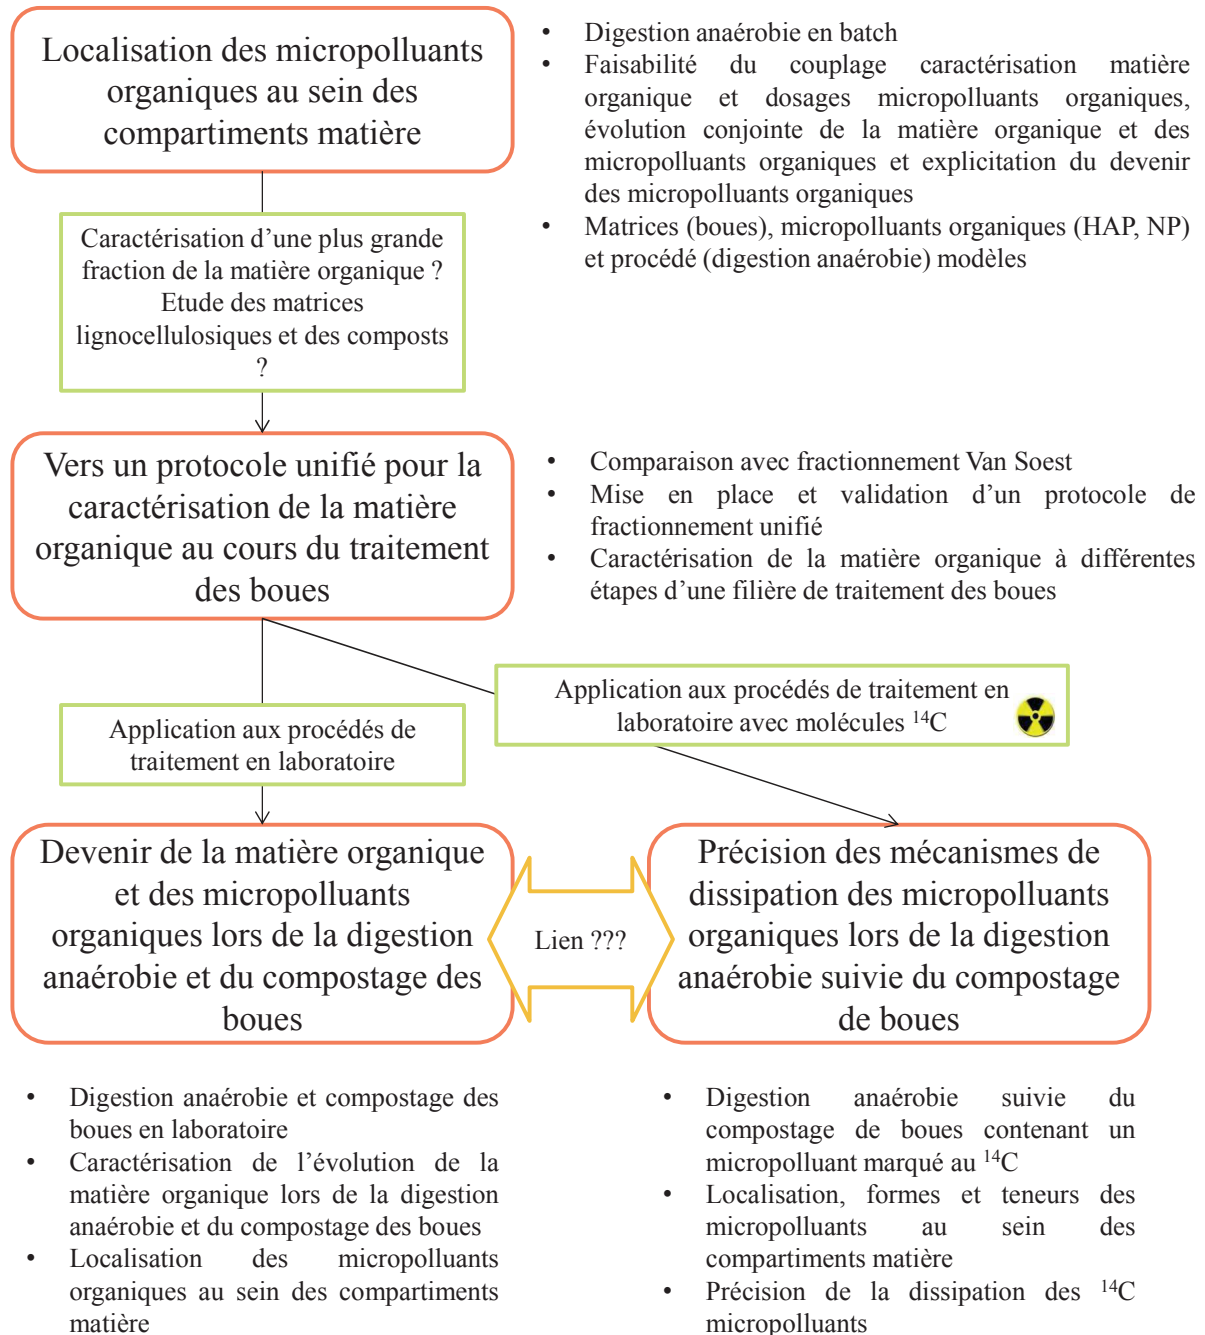 Localisation des micropolluants
organiques au sein des
compartiments matière
• Digestion anaérobie en batch
• Faisabilité du couplage caractérisation matière
organique et dosages micropolluants organiques,
évolution conjointe de la matière organique et des
micropolluants organiques et explicitation du devenir
des micropolluants organiques
• Matrices (boues), micropolluants organiques (HAP, NP)
et procédé (digestion anaérobie) modèles
Caractérisation d’une plus grande
fraction de la matière organique ?
Etude des matrices
lignocellulosiques et des composts
?
Vers un protocole unifié pour la
caractérisation de la matière
organique au cours du traitement
des boues
• Comparaison avec fractionnement Van Soest
• Mise en place et validation d’un protocole de
fractionnement unifié
• Caractérisation de la matière organique à différentes
étapes d’une filière de traitement des boues
Application aux procédés de
traitement en laboratoire
Application aux procédés de traitement en
laboratoire avec molécules ¹⁴C
Devenir de la matière organique
et des micropolluants
organiques lors de la digestion
anaérobie et du compostage des
boues
Lien ???
Précision des mécanismes de
dissipation des micropolluants
organiques lors de la digestion
anaérobie suivie du compostage
de boues
• Digestion anaérobie et compostage des
boues en laboratoire
• Caractérisation de l’évolution de la
matière organique lors de la digestion
anaérobie et du compostage des boues
• Localisation des micropolluants
organiques au sein des compartiments
matière
• Digestion anaérobie suivie du
compostage de boues contenant un
micropolluant marqué au ¹⁴C
• Localisation, formes et teneurs des
micropolluants au sein des
compartiments matière
• Précision de la dissipation des ¹⁴C
micropolluants